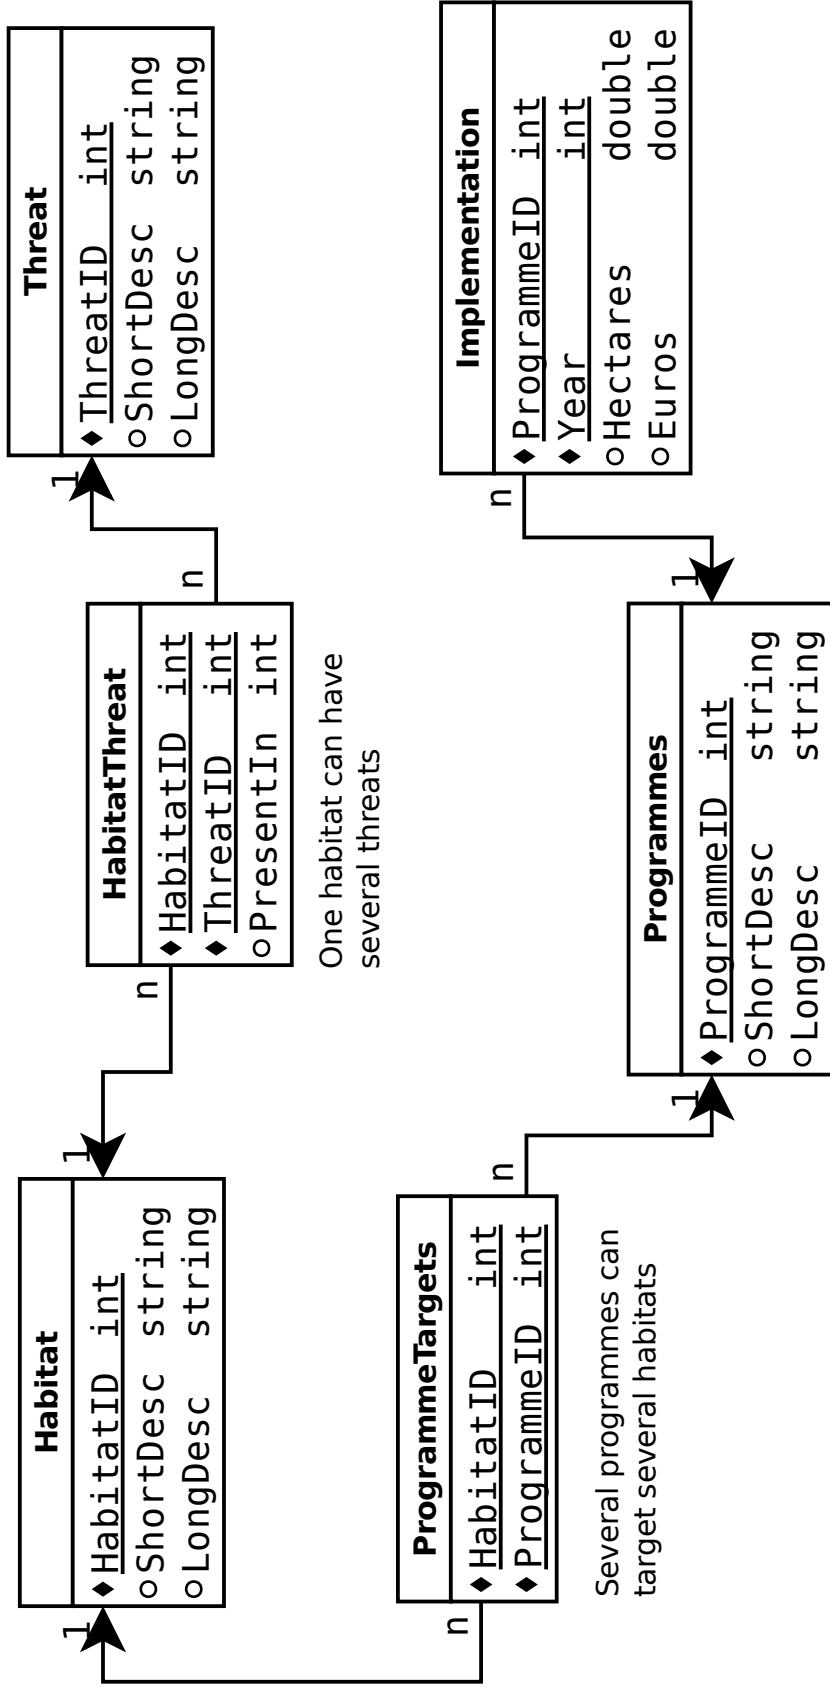 Habitat
HabitatID int
ShortDesc string
LongDesc string
1
1
HabitatThreat
HabitatID int
ThreatID int
PresentIn int
n
n
One habitat can have
several threats
Threat
ThreatID int
ShortDesc string
LongDesc string
1
ProgrammeTargets
HabitatID int
ProgrammeID int
n
n
Several programmes can
target several habitats
Programmes
ProgrammeID int
ShortDesc string
LongDesc string
1
1
Implementation
ProgrammeID int
Year int
Hectares double
Euros double
n